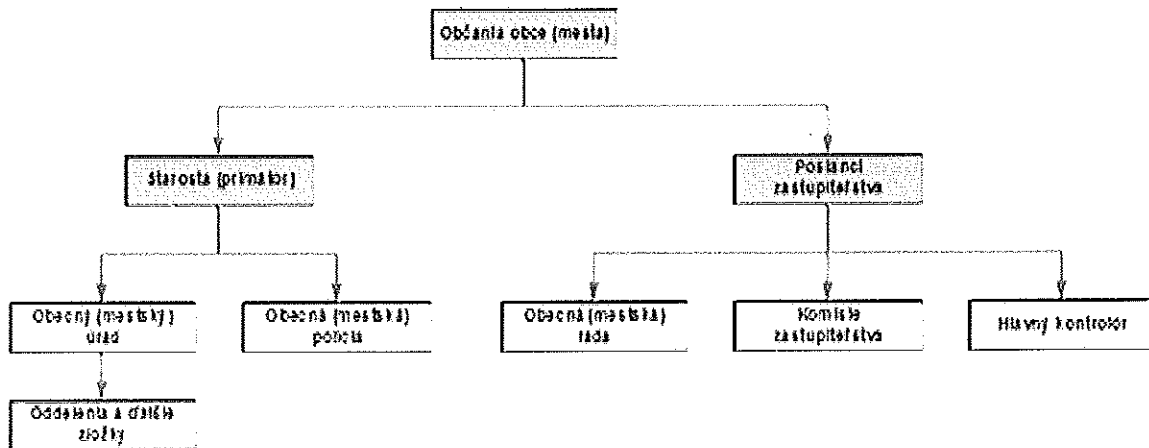 Občania obce (mesta)
Starosta (primátor)
Poslanci
zastupiteľstva
Obecný (mestský)
úrad
Obecná (mestská)
polícia
Obecná (mestská)
rada
Komisie
zastupiteľstva
Hlavný kontrolór
Oddelenia a ďalšie
zložky